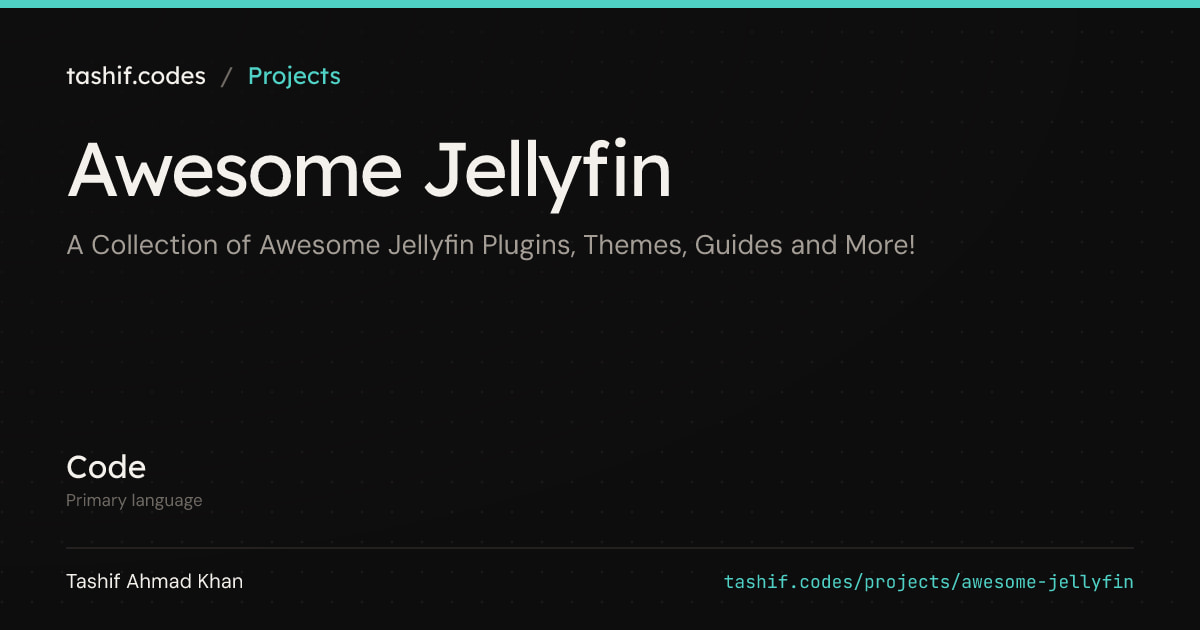 tashif.codes / Projects
Awesome Jellyfin
A Collection of Awesome Jellyfin Plugins, Themes, Guides and More!
Code
Primary language
Tashif Ahmad Khan
tashif.codes/projects/awesome-jellyfin